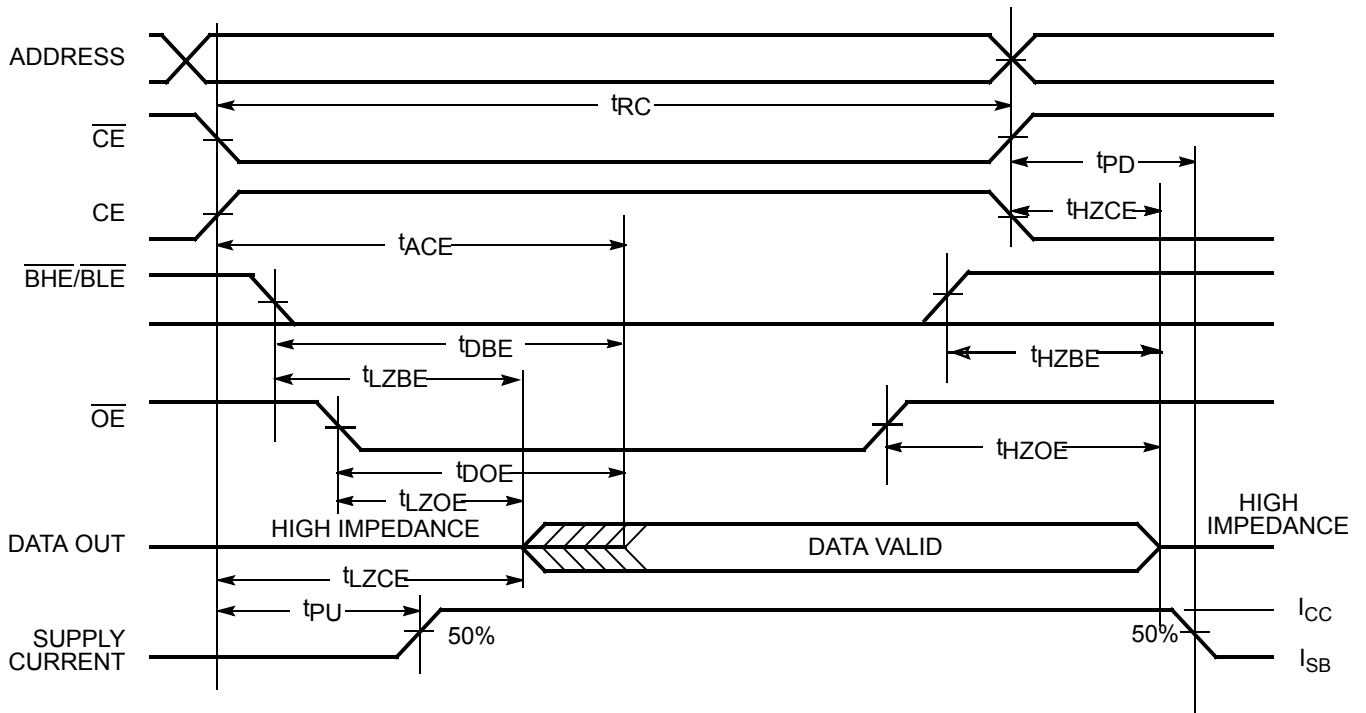 ADDRESS
tRC
CE
tPD
CE
tHZCE
tACE
BHE/BLE
tDBE
tHZBE
tLZBE
OE
tHZOE
tDOE
tLZOE
HIGH IMPEDANCE
HIGH
IMPEDANCE
DATA OUT
DATA VALID
tLZCE
tPU
ICC
50%
50%
SUPPLY
CURRENT
ISB